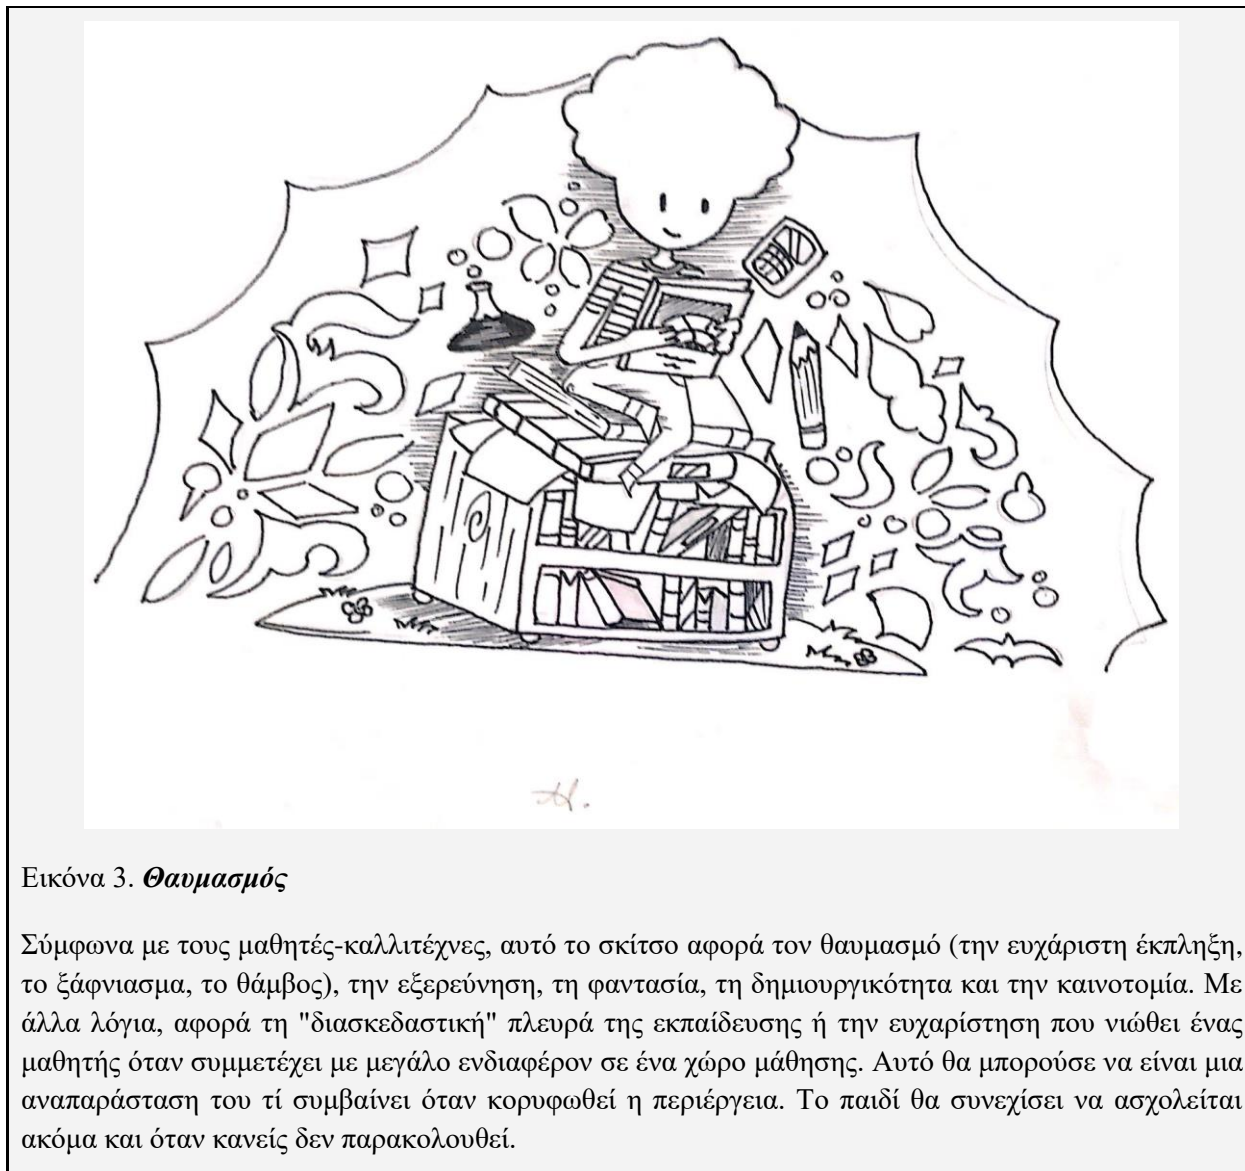 Εικόνα 3. Θαυμασμός
Σύμφωνα με τους μαθητές-καλλιτέχνες, αυτό το σκίτσο αφορά τον θαυμασμό (την ευχάριστη έκπληξη,
το ξάφνιασμα, το θάμβος), την εξερεύνηση, τη φαντασία, τη δημιουργικότητα και την καινοτομία. Με
άλλα λόγια, αφορά τη "διασκεδαστική" πλευρά της εκπαίδευσης ή την ευχαρίστηση που νιώθει ένας
μαθητής όταν συμμετέχει με μεγάλο ενδιαφέρον σε ένα χώρο μάθησης. Αυτό θα μπορούσε να είναι μια
αναπαράσταση του τί συμβαίνει όταν κορυφωθεί η περιέργεια. Το παιδί θα συνεχίσει να ασχολείται
ακόμα και όταν κανείς δεν παρακολουθεί.